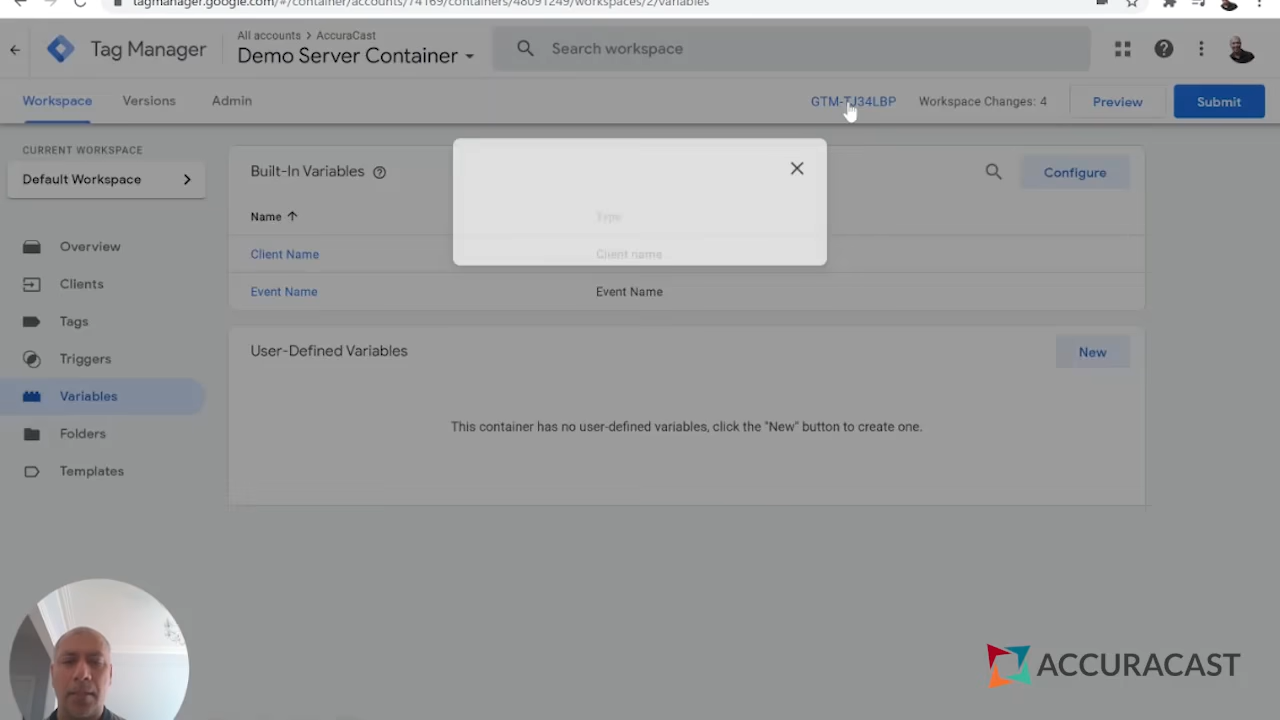 tagmanager.google.com/#/container/accounts/74169/containers/48091249/workspaces/2/variables
Tag Manager
All accounts > AccuraCast
Demo Server Container
Search workspace
Workspace
Versions
Admin
GTM-TJ34LBP
Workspace Changes: 4
Preview
Submit
CURRENT WORKSPACE
Default Workspace
Overview
Clients
Tags
Triggers
Variables
Folders
Templates
Built-In Variables
Configure
Name
Type
Client Name
Client name
Event Name
Event Name
User-Defined Variables
New
This container has no user-defined variables, click the "New" button to create one.
ACCURACAST